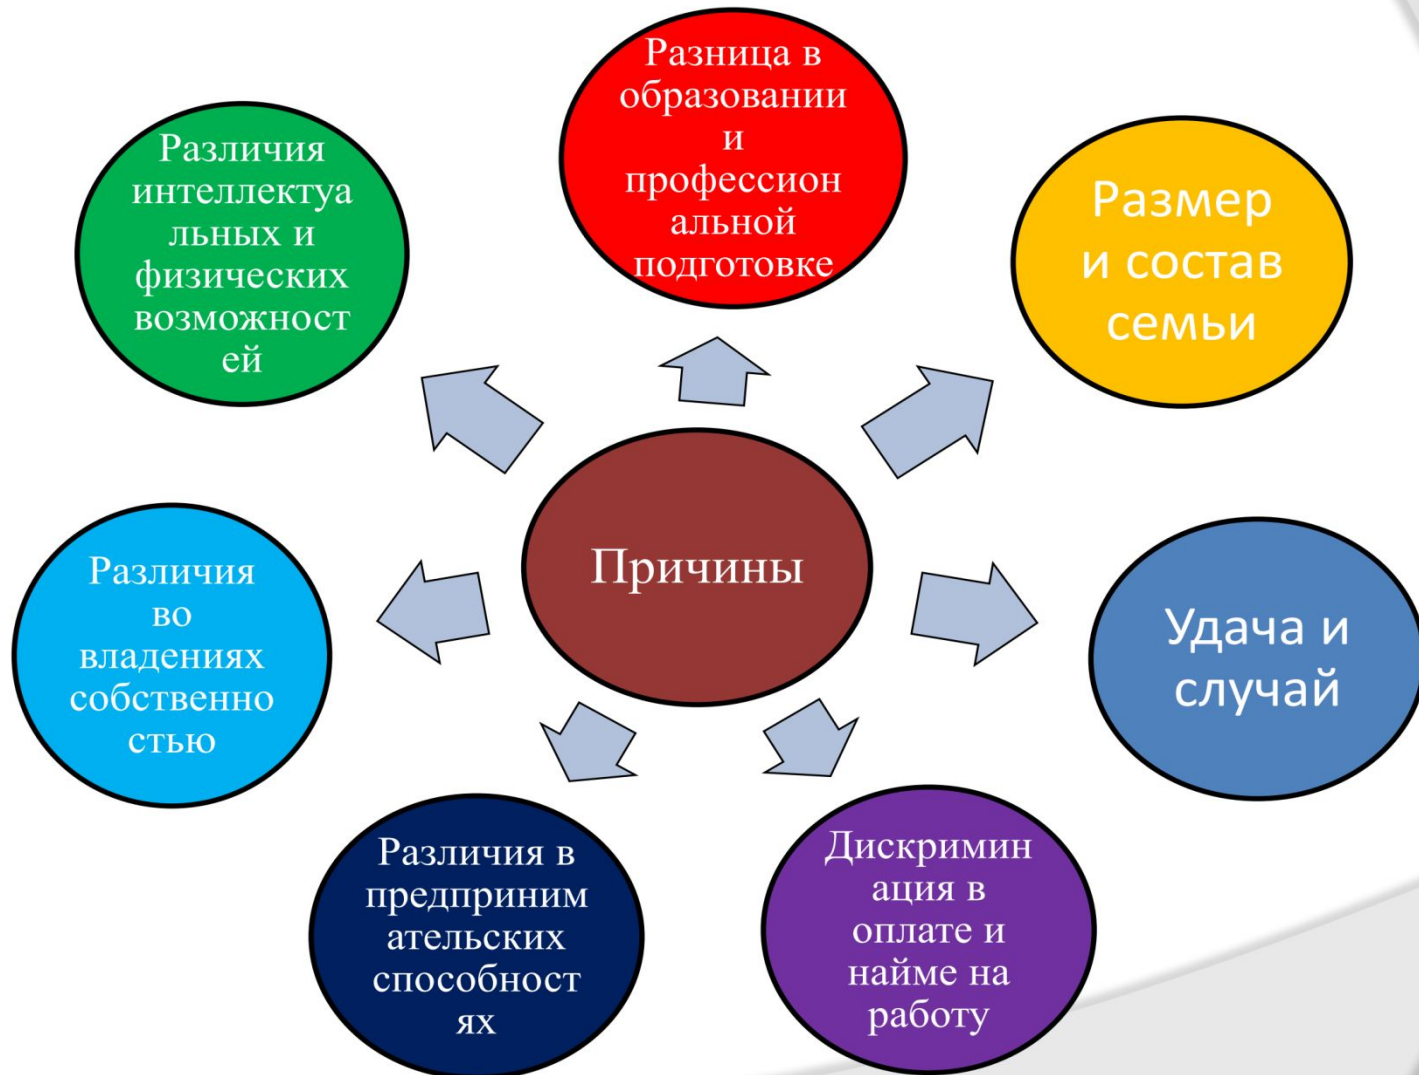 Разница в
образовании
и
профессион
альной
подготовке
Различия
интеллектуа
льных и
физических
возможност
ей
Размер
и состав
семьи
Причины
Различия
во
владениях
собственно
стью
Удача и
случай
Различия в
предприним
ательских
способност
ях
Дискримин
ация в
оплате и
найме на
работу